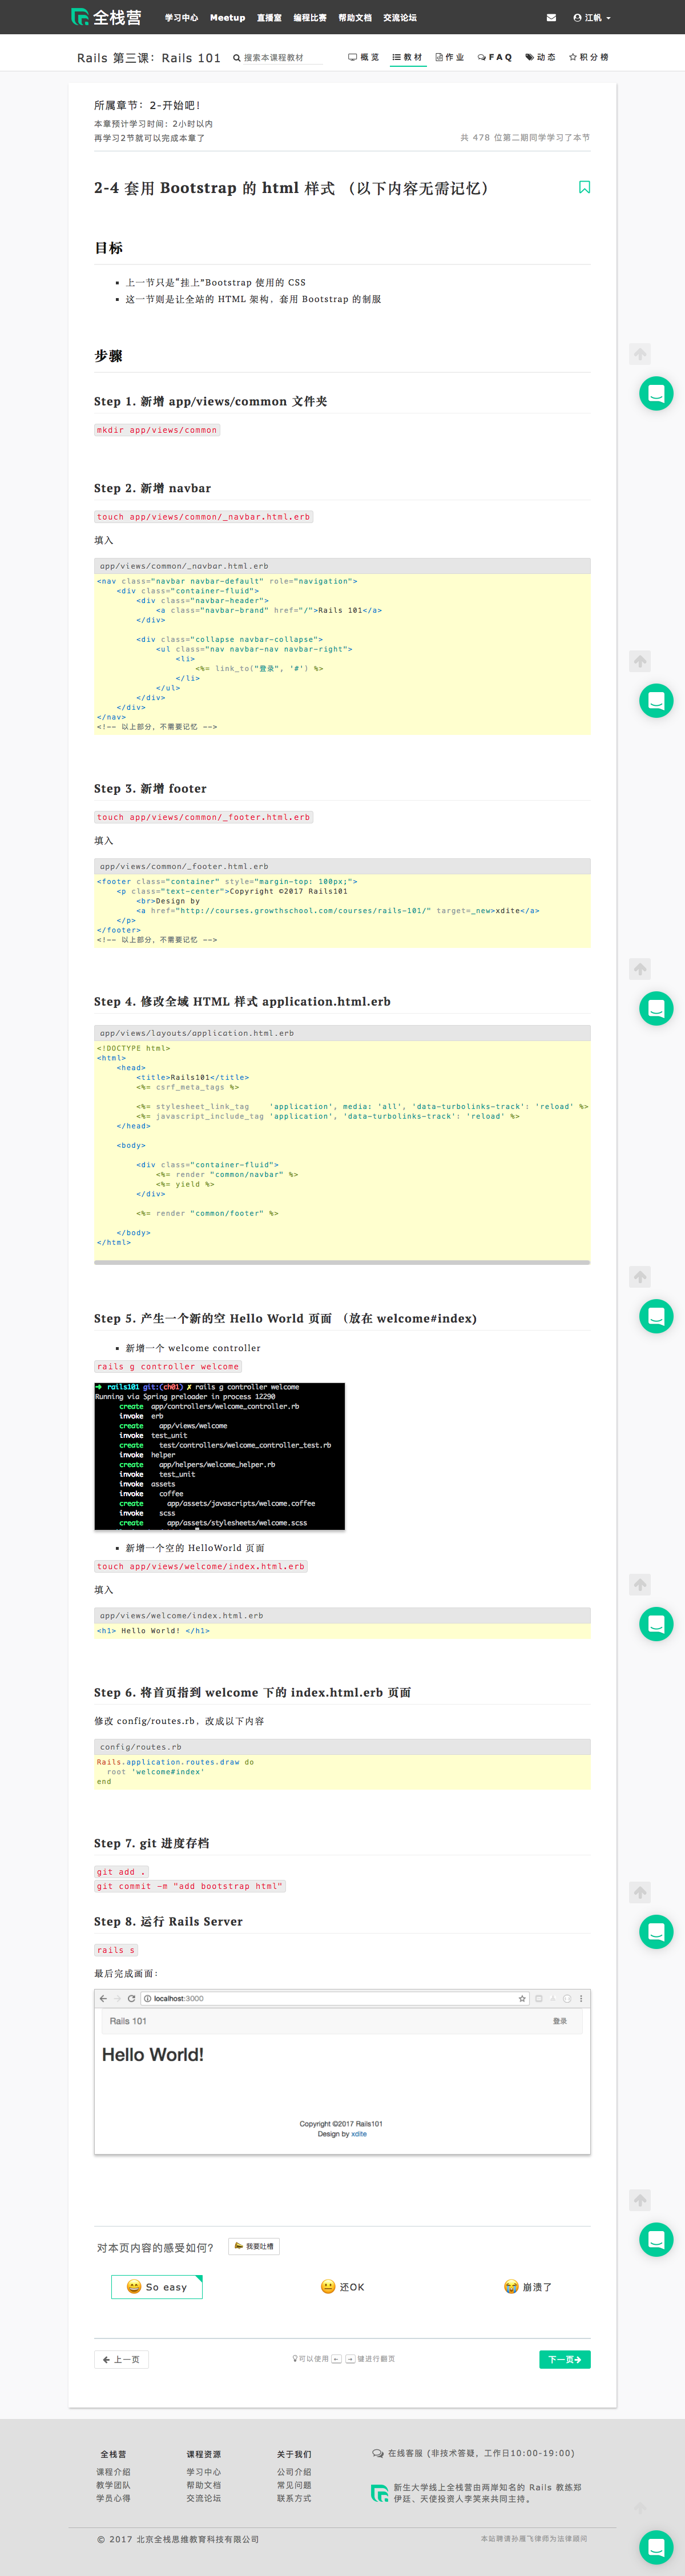 全栈营 学习中心 Meetup 直播室 编程比赛 帮助文档 交流论坛 江帆
Rails 第三课：Rails 101 搜索本课程教材 概览 教材 作业 FAQ 动态 积分榜
所属章节：2-开始吧！
本章预计学习时间：2小时以内
再学习2节就可以完成本章了 共 478 位第二期同学学习了本节
2-4 套用 Bootstrap 的 html 样式 （以下内容无需记忆）
目标
上一节只是"挂上"Bootstrap 使用的 CSS
这一节则是让全站的 HTML 架构，套用 Bootstrap 的制服
步骤
Step 1. 新增 app/views/common 文件夹
mkdir app/views/common
Step 2. 新增 navbar
touch app/views/common/_navbar.html.erb
填入
app/views/common/_navbar.html.erb
<nav class="navbar navbar-default" role="navigation">
<div class="container-fluid">
<div class="navbar-header">
<a class="navbar-brand" href="/">Rails 101</a>
</div>
<div class="collapse navbar-collapse">
<ul class="nav navbar-nav navbar-right">
<li>
<%= link_to("登录", '#') %>
</li>
</ul>
</div>
</div>
</nav>
<!-- 以上部分，不需要记忆 -->
Step 3. 新增 footer
touch app/views/common/_footer.html.erb
填入
app/views/common/_footer.html.erb
<footer class="container" style="margin-top: 100px;">
<p class="text-center">Copyright ©2017 Rails101
<br>Design by
<a href="http://courses.growthschool.com/courses/rails-101/" target=_new>xdite</a>
</p>
</footer>
<!-- 以上部分，不需要记忆 -->
Step 4. 修改全域 HTML 样式 application.html.erb
app/views/layouts/application.html.erb
<!DOCTYPE html>
<html>
<head>
<title>Rails101</title>
<%= csrf_meta_tags %>
<%= stylesheet_link_tag 'application', media: 'all', 'data-turbolinks-track': 'reload' %>
<%= javascript_include_tag 'application', 'data-turbolinks-track': 'reload' %>
</head>
<body>
<div class="container-fluid">
<%= render "common/navbar" %>
<%= yield %>
</div>
<%= render "common/footer" %>
</body>
</html>
Step 5. 产生一个新的空 Hello World 页面 （放在 welcome#index)
新增一个 welcome controller
rails g controller welcome
➜ rails101 git:(ch01) ✗ rails g controller welcome
Running via Spring preloader in process 12290
create app/controllers/welcome_controller.rb
invoke erb
create app/views/welcome
invoke test_unit
create test/controllers/welcome_controller_test.rb
invoke helper
create app/helpers/welcome_helper.rb
invoke test_unit
invoke assets
invoke coffee
create app/assets/javascripts/welcome.coffee
invoke scss
create app/assets/stylesheets/welcome.scss
新增一个空的 HelloWorld 页面
touch app/views/welcome/index.html.erb
填入
app/views/welcome/index.html.erb
<h1> Hello World! </h1>
Step 6. 将首页指到 welcome 下的 index.html.erb 页面
修改 config/routes.rb，改成以下内容
config/routes.rb
Rails.application.routes.draw do
root 'welcome#index'
end
Step 7. git 进度存档
git add .
git commit -m "add bootstrap html"
Step 8. 运行 Rails Server
rails s
最后完成画面：
localhost:3000
Rails 101 登录
Hello World!
Copyright ©2017 Rails101
Design by xdite
对本页内容的感受如何？ 我要吐槽
So easy 还OK 崩溃了
上一页 可以使用 ← → 键进行翻页 下一页
全栈营 课程资源 关于我们 在线客服 (非技术答疑，工作日10:00-19:00)
课程介绍 学习中心 公司介绍
教学团队 帮助文档 常见问题
学员心得 交流论坛 联系方式
新生大学线上全栈营由两岸知名的 Rails 教练郑
伊廷、天使投资人李笑来共同主持。
© 2017 北京全栈思维教育科技有限公司 本站聘请孙雁飞律师为法律顾问